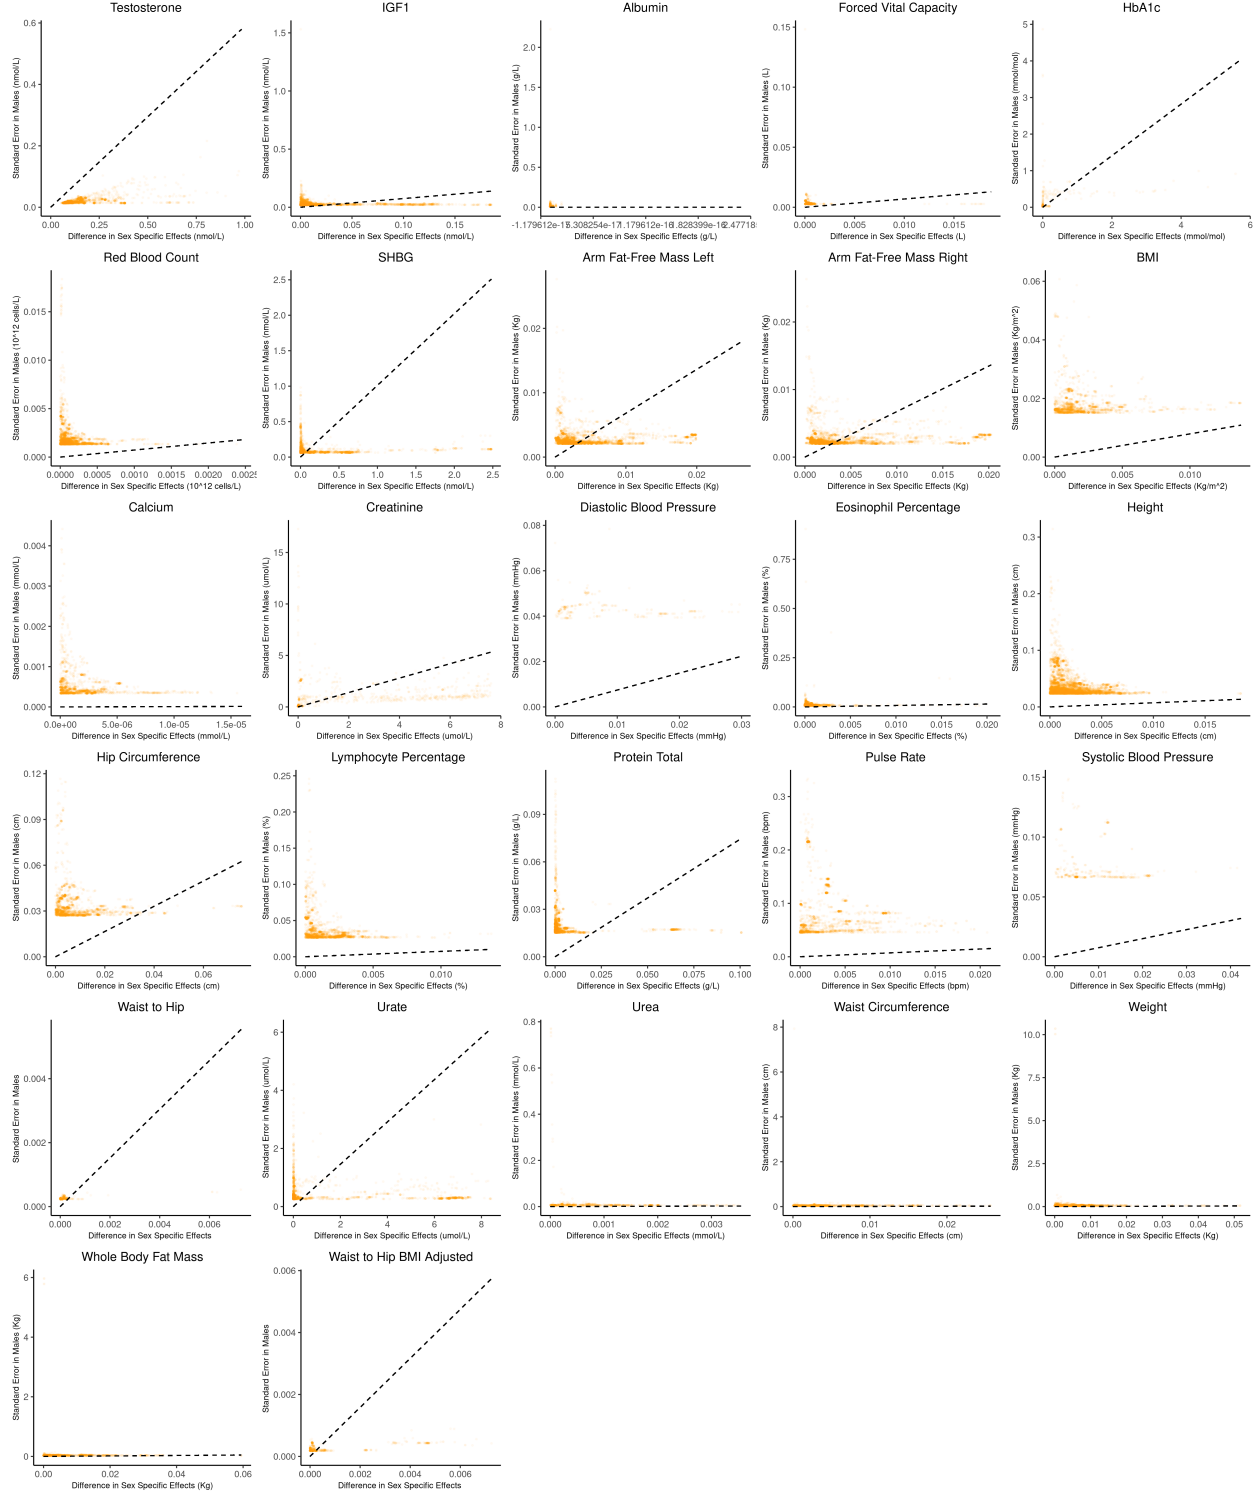 Testosterone
IGF1
Albumin
Forced Vital Capacity
HbA1c
Standard Error in Males (nmol/L)
0.6
0.4
0.2
0.0
0.00 0.25 0.50 0.75 1.00
Difference in Sex Specific Effects (nmol/L)
Standard Error in Males (nmol/L)
1.5
1.0
0.5
0.0
0.00 0.05 0.10 0.15
Difference in Sex Specific Effects (nmol/L)
Standard Error in Males (g/L)
2.0
1.5
1.0
0.5
0.0
Difference in Sex Specific Effects (g/L)
Standard Error in Males (L)
0.15
0.10
0.05
0.00
0.000 0.005 0.010 0.015
Difference in Sex Specific Effects (L)
Standard Error in Males (mmol/mol)
5
4
3
2
1
0
0 2 4 6
Difference in Sex Specific Effects (mmol/mol)
Red Blood Count
SHBG
Arm Fat-Free Mass Left
Arm Fat-Free Mass Right
BMI
Standard Error in Males (10^12 cells/L)
0.015
0.010
0.005
0.000
0.0000 0.0005 0.0010 0.0015 0.0020 0.0025
Difference in Sex Specific Effects (10^12 cells/L)
Standard Error in Males (nmol/L)
2.5
2.0
1.5
1.0
0.5
0.0
0.0 0.5 1.0 1.5 2.0 2.5
Difference in Sex Specific Effects (nmol/L)
Standard Error in Males (Kg)
0.02
0.01
0.00
0.00 0.01 0.02
Difference in Sex Specific Effects (Kg)
Standard Error in Males (Kg)
0.02
0.01
0.00
0.000 0.005 0.010 0.015 0.020
Difference in Sex Specific Effects (Kg)
Standard Error in Males (Kg/m^2)
0.06
0.04
0.02
0.00
0.000 0.005 0.010
Difference in Sex Specific Effects (Kg/m^2)
Calcium
Creatinine
Diastolic Blood Pressure
Eosinophil Percentage
Height
Standard Error in Males (mmol/L)
0.004
0.003
0.002
0.001
0.000
0.0e+00 5.0e-06 1.0e-05 1.5e-05
Difference in Sex Specific Effects (mmol/L)
Standard Error in Males (umol/L)
15
10
5
0
0 2 4 6 8
Difference in Sex Specific Effects (umol/L)
Standard Error in Males (mmHg)
0.08
0.06
0.04
0.02
0.00
0.00 0.01 0.02 0.03
Difference in Sex Specific Effects (mmHg)
Standard Error in Males (%)
0.75
0.50
0.25
0.00
0.000 0.005 0.010 0.015 0.020
Difference in Sex Specific Effects (%)
Standard Error in Males (cm)
0.3
0.2
0.1
0.0
0.000 0.005 0.010 0.015
Difference in Sex Specific Effects (cm)
Hip Circumference
Lymphocyte Percentage
Protein Total
Pulse Rate
Systolic Blood Pressure
Standard Error in Males (cm)
0.12
0.09
0.06
0.03
0.00
0.00 0.02 0.04 0.06
Difference in Sex Specific Effects (cm)
Standard Error in Males (%)
0.25
0.20
0.15
0.10
0.05
0.00
0.000 0.005 0.010
Difference in Sex Specific Effects (%)
Standard Error in Males (g/L)
0.09
0.06
0.03
0.00
0.000 0.025 0.050 0.075 0.100
Difference in Sex Specific Effects (g/L)
Standard Error in Males (bpm)
0.3
0.2
0.1
0.0
0.000 0.005 0.010 0.015 0.020
Difference in Sex Specific Effects (bpm)
Standard Error in Males (mmHg)
0.15
0.10
0.05
0.00
0.00 0.01 0.02 0.03 0.04
Difference in Sex Specific Effects (mmHg)
Waist to Hip
Urate
Urea
Waist Circumference
Weight
Standard Error in Males
0.004
0.002
0.000
0.000 0.002 0.004 0.006
Difference in Sex Specific Effects
Standard Error in Males (umol/L)
6
4
2
0
0 2 4 6 8
Difference in Sex Specific Effects (umol/L)
Standard Error in Males (mmol/L)
0.8
0.6
0.4
0.2
0.0
0.000 0.001 0.002 0.003
Difference in Sex Specific Effects (mmol/L)
Standard Error in Males (cm)
8
6
4
2
0
0.00 0.01 0.02
Difference in Sex Specific Effects (cm)
Standard Error in Males (Kg)
10.0
7.5
5.0
2.5
0.0
0.00 0.01 0.02 0.03 0.04 0.05
Difference in Sex Specific Effects (Kg)
Whole Body Fat Mass
Waist to Hip BMI Adjusted
Standard Error in Males (Kg)
6
4
2
0
0.00 0.02 0.04 0.06
Difference in Sex Specific Effects (Kg)
Standard Error in Males
0.006
0.004
0.002
0.000
0.000 0.002 0.004 0.006
Difference in Sex Specific Effects